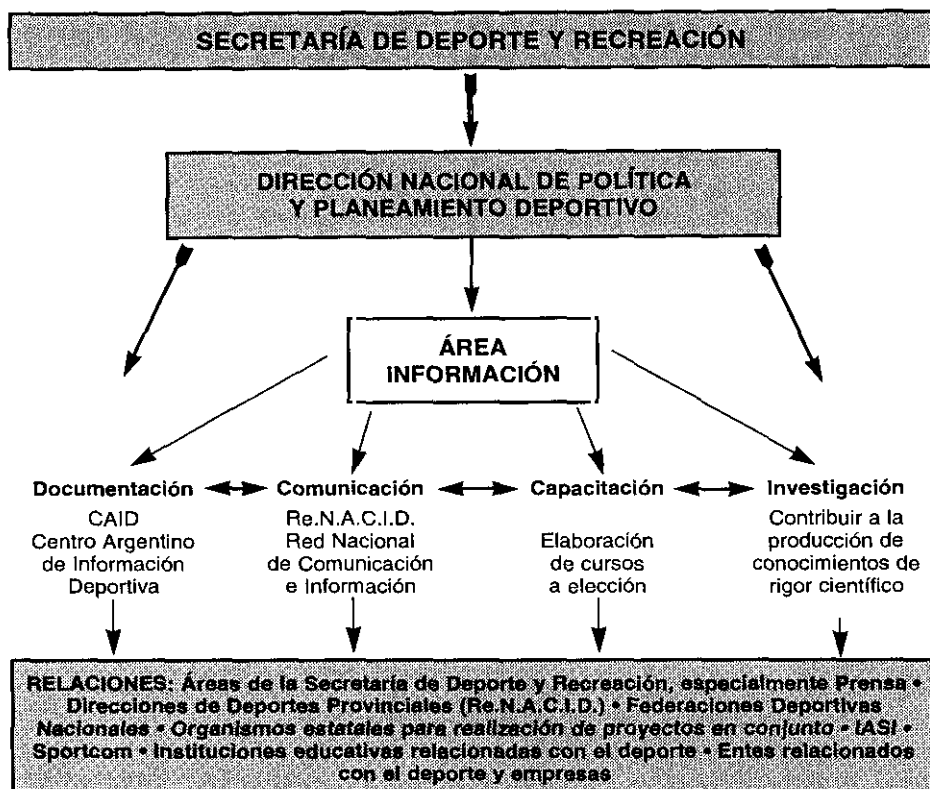 SECRETARÍA DE DEPORTE Y RECREACIÓN
DIRECCIÓN NACIONAL DE POLÍTICA
Y PLANEAMIENTO DEPORTIVO
ÁREA
INFORMACIÓN
Documentación
CAID
Centro Argentino
de Información
Deportiva
Comunicación
Re.N.A.C.I.D.
Red Nacional
de Comunicación
e Información
Capacitación
Elaboración
de cursos
a elección
Investigación
Contribuir a la
producción de
conocimientos de
rigor científico
RELACIONES: Áreas de la Secretaría de Deporte y Recreación, especialmente Prensa •
Direcciones de Deportes Provinciales (Re.N.A.C.I.D.) • Federaciones Deportivas
Nacionales • Organismos estatales para realización de proyectos en conjunto • IASI •
Sportcom • Instituciones educativas relacionadas con el deporte • Entes relacionados
con el deporte y empresas